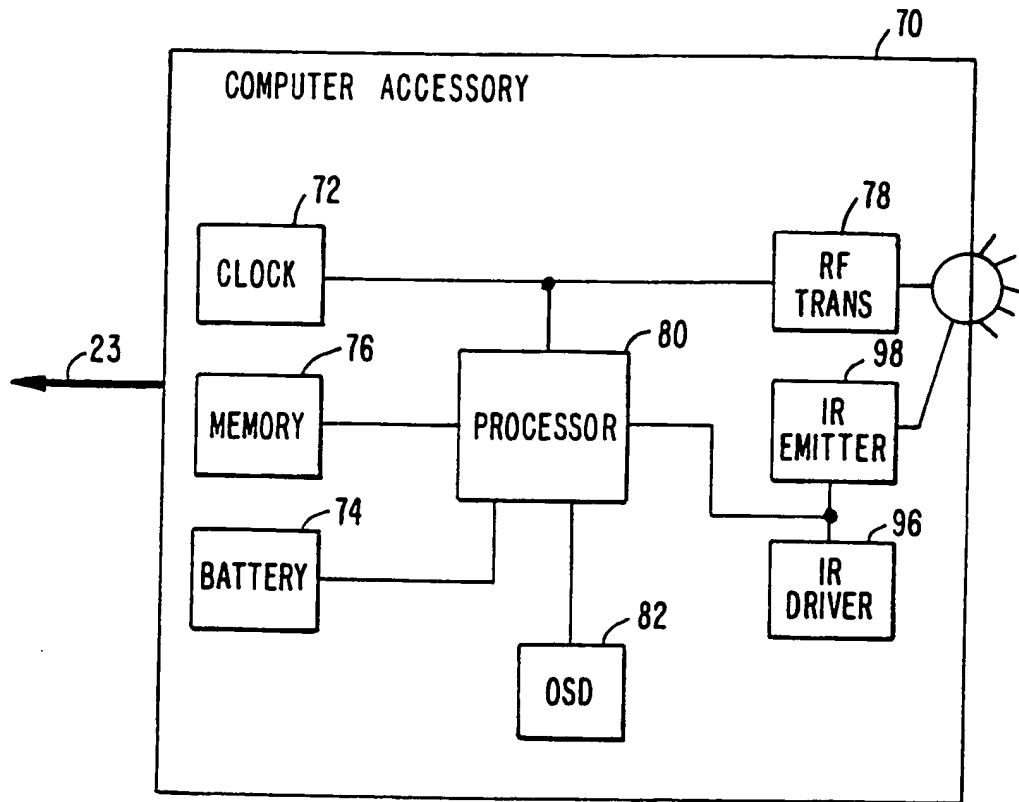 70
COMPUTER ACCESSORY
72
CLOCK
78
RF
TRANS
23
76
MEMORY
80
PROCESSOR
98
IR
EMITTER
74
BATTERY
96
IR
DRIVER
82
OSD